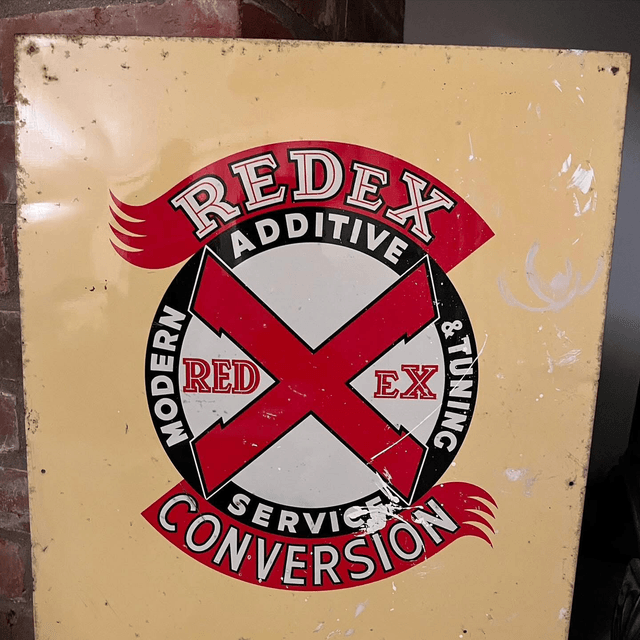 REDEX
ADDITIVE
MODERN
RED EX
& TUNING
SERVICE
CONVERSION